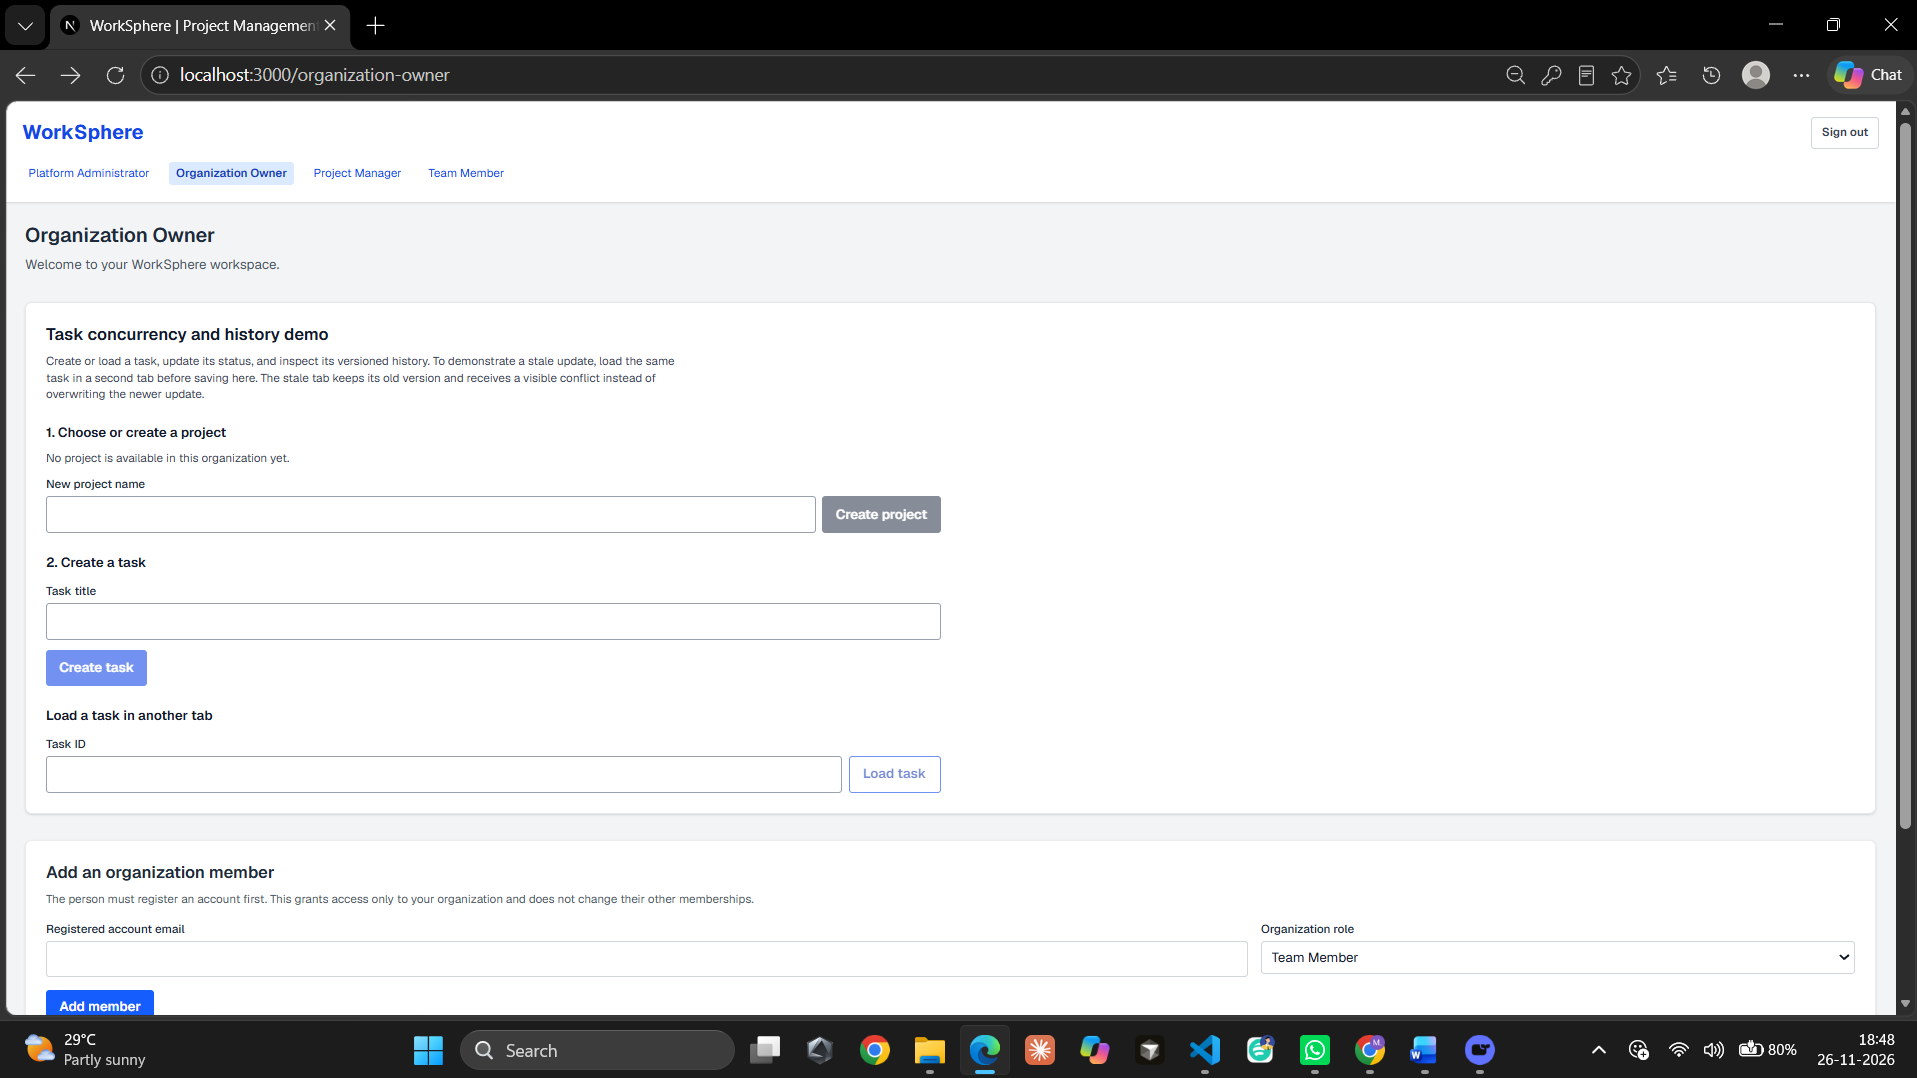 WorkSphere | Project Managemen
localhost:3000/organization-owner
Chat
WorkSphere
Sign out
Platform Administrator
Organization Owner
Project Manager
Team Member
Organization Owner
Welcome to your WorkSphere workspace.
Task concurrency and history demo
Create or load a task, update its status, and inspect its versioned history. To demonstrate a stale update, load the same
task in a second tab before saving here. The stale tab keeps its old version and receives a visible conflict instead of
overwriting the newer update.
1. Choose or create a project
No project is available in this organization yet.
New project name
Create project
2. Create a task
Task title
Create task
Load a task in another tab
Task ID
Load task
Add an organization member
The person must register an account first. This grants access only to your organization and does not change their other memberships.
Registered account email
Organization role
Team Member
Add member
29°C
Partly sunny
Search
80%
18:48
26-11-2026